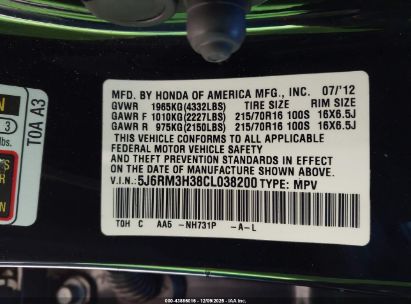 MFD. BY HONDA OF AMERICA MFG., INC. 07/'12
GVWR 1965KG(4332LBS) TIRE SIZE RIM SIZE
GAWR F 1010KG(2227LBS) 215/70R16 100S 16X6.5J
GAWR R 975KG(2150LBS) 215/70R16 100S 16X6.5J
THIS VEHICLE CONFORMS TO ALL APPLICABLE
FEDERAL MOTOR VEHICLE SAFETY
AND THEFT PREVENTION STANDARDS IN EFFECT
ON THE DATE OF MANUFACTURE SHOWN ABOVE.
V.I.N.: 5J6RM3H38CL038200 TYPE: MPV
TOH C AA5 -NH731P -A-L
TOA A3
3